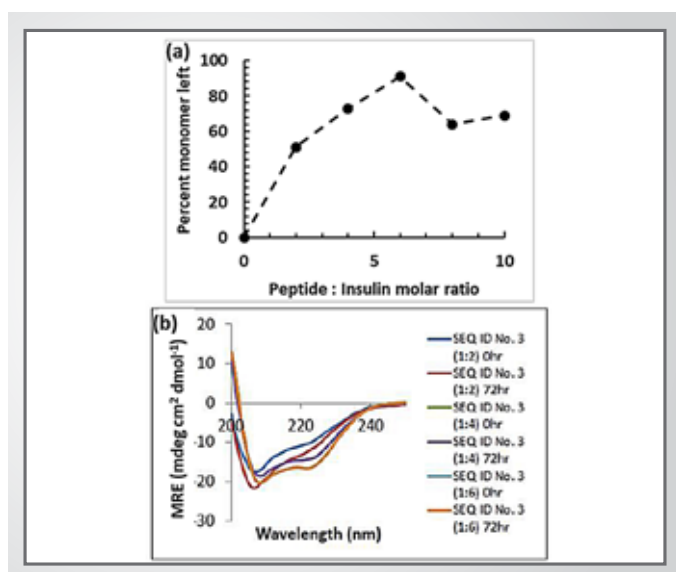 (a)
100
80
60
40
20
0
Percent monomer left
0 5 10
Peptide : Insulin molar ratio
(b)
20
10
0
-10
-20
-30
MRE (mdeg cm² dmol⁻¹)
200 220 240
Wavelength (nm)
SEQ ID No. 3
(1:2) 0hr
SEQ ID No. 3
(1:2) 72hr
SEQ ID No. 3
(1:4) 0hr
SEQ ID No. 3
(1:4) 72hr
SEQ ID No. 3
(1:6) 0hr
SEQ ID No. 3
(1:6) 72hr